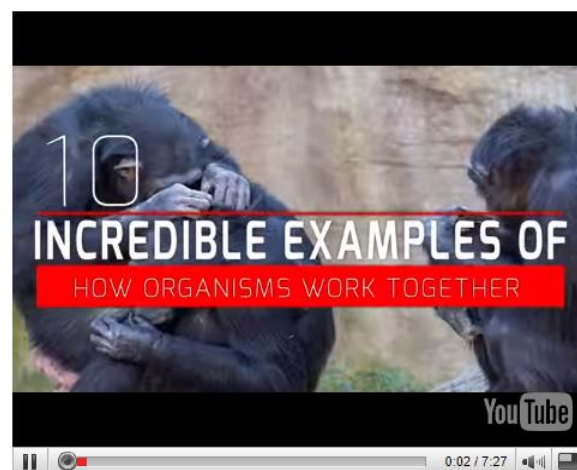 10
INCREDIBLE EXAMPLES OF
HOW ORGANISMS WORK TOGETHER
YouTube
0:02 / 7:27